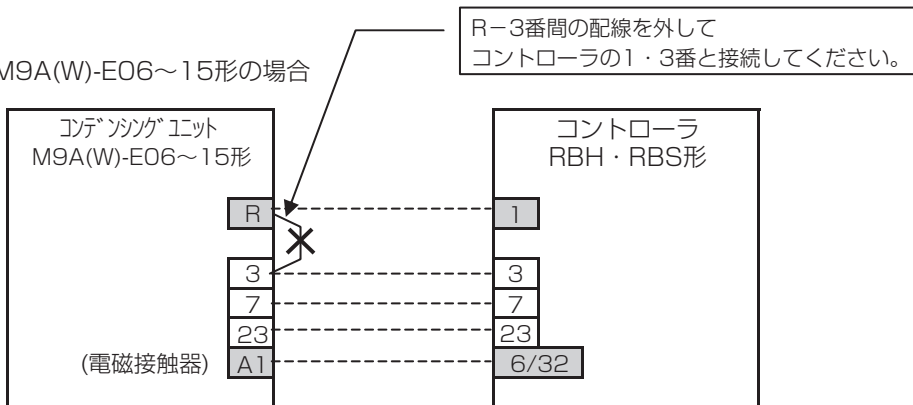 R－3番間の配線を外して
コントローラの1・3番と接続してください。
M9A(W)-E06～15形の場合
ｺﾝﾃﾞﾝｼﾝｸﾞﾕﾆｯﾄ
M9A(W)-E06～15形
コントローラ
RBH・RBS形
R
1
3
3
7
7
23
23
(電磁接触器)
A1
6/32